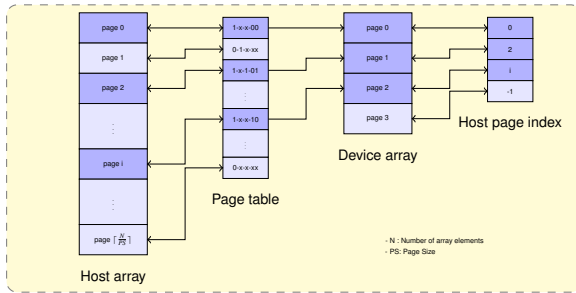 page 0
page 1
page 2
⋮
page i
⋮
page ⌈N/PS⌉
Host array
1-x-x-00
0-1-x-xx
1-x-1-01
⋮
1-x-x-10
⋮
0-x-x-xx
Page table
page 0
page 1
page 2
page 3
Device array
0
2
i
-1
Host page index
- N : Number of array elements
- PS: Page Size